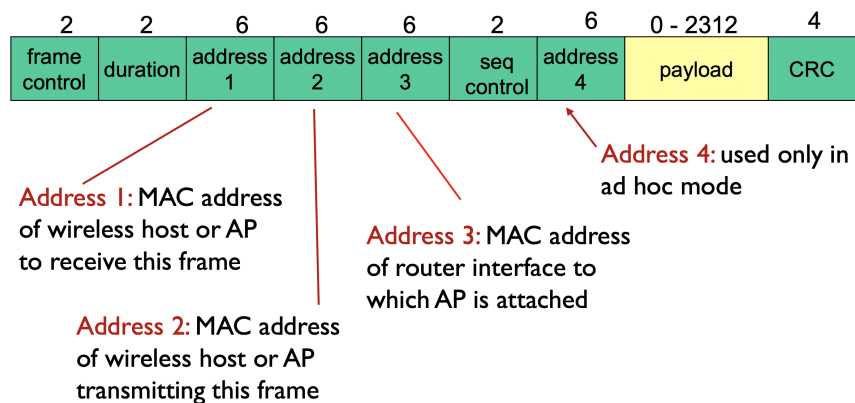 2 2 6 6 6 2 6 0 - 2312 4
frame control duration address 1 address 2 address 3 seq control address 4 payload CRC
Address 4: used only in
ad hoc mode
Address 1: MAC address
of wireless host or AP
to receive this frame
Address 3: MAC address
of router interface to
which AP is attached
Address 2: MAC address
of wireless host or AP
transmitting this frame